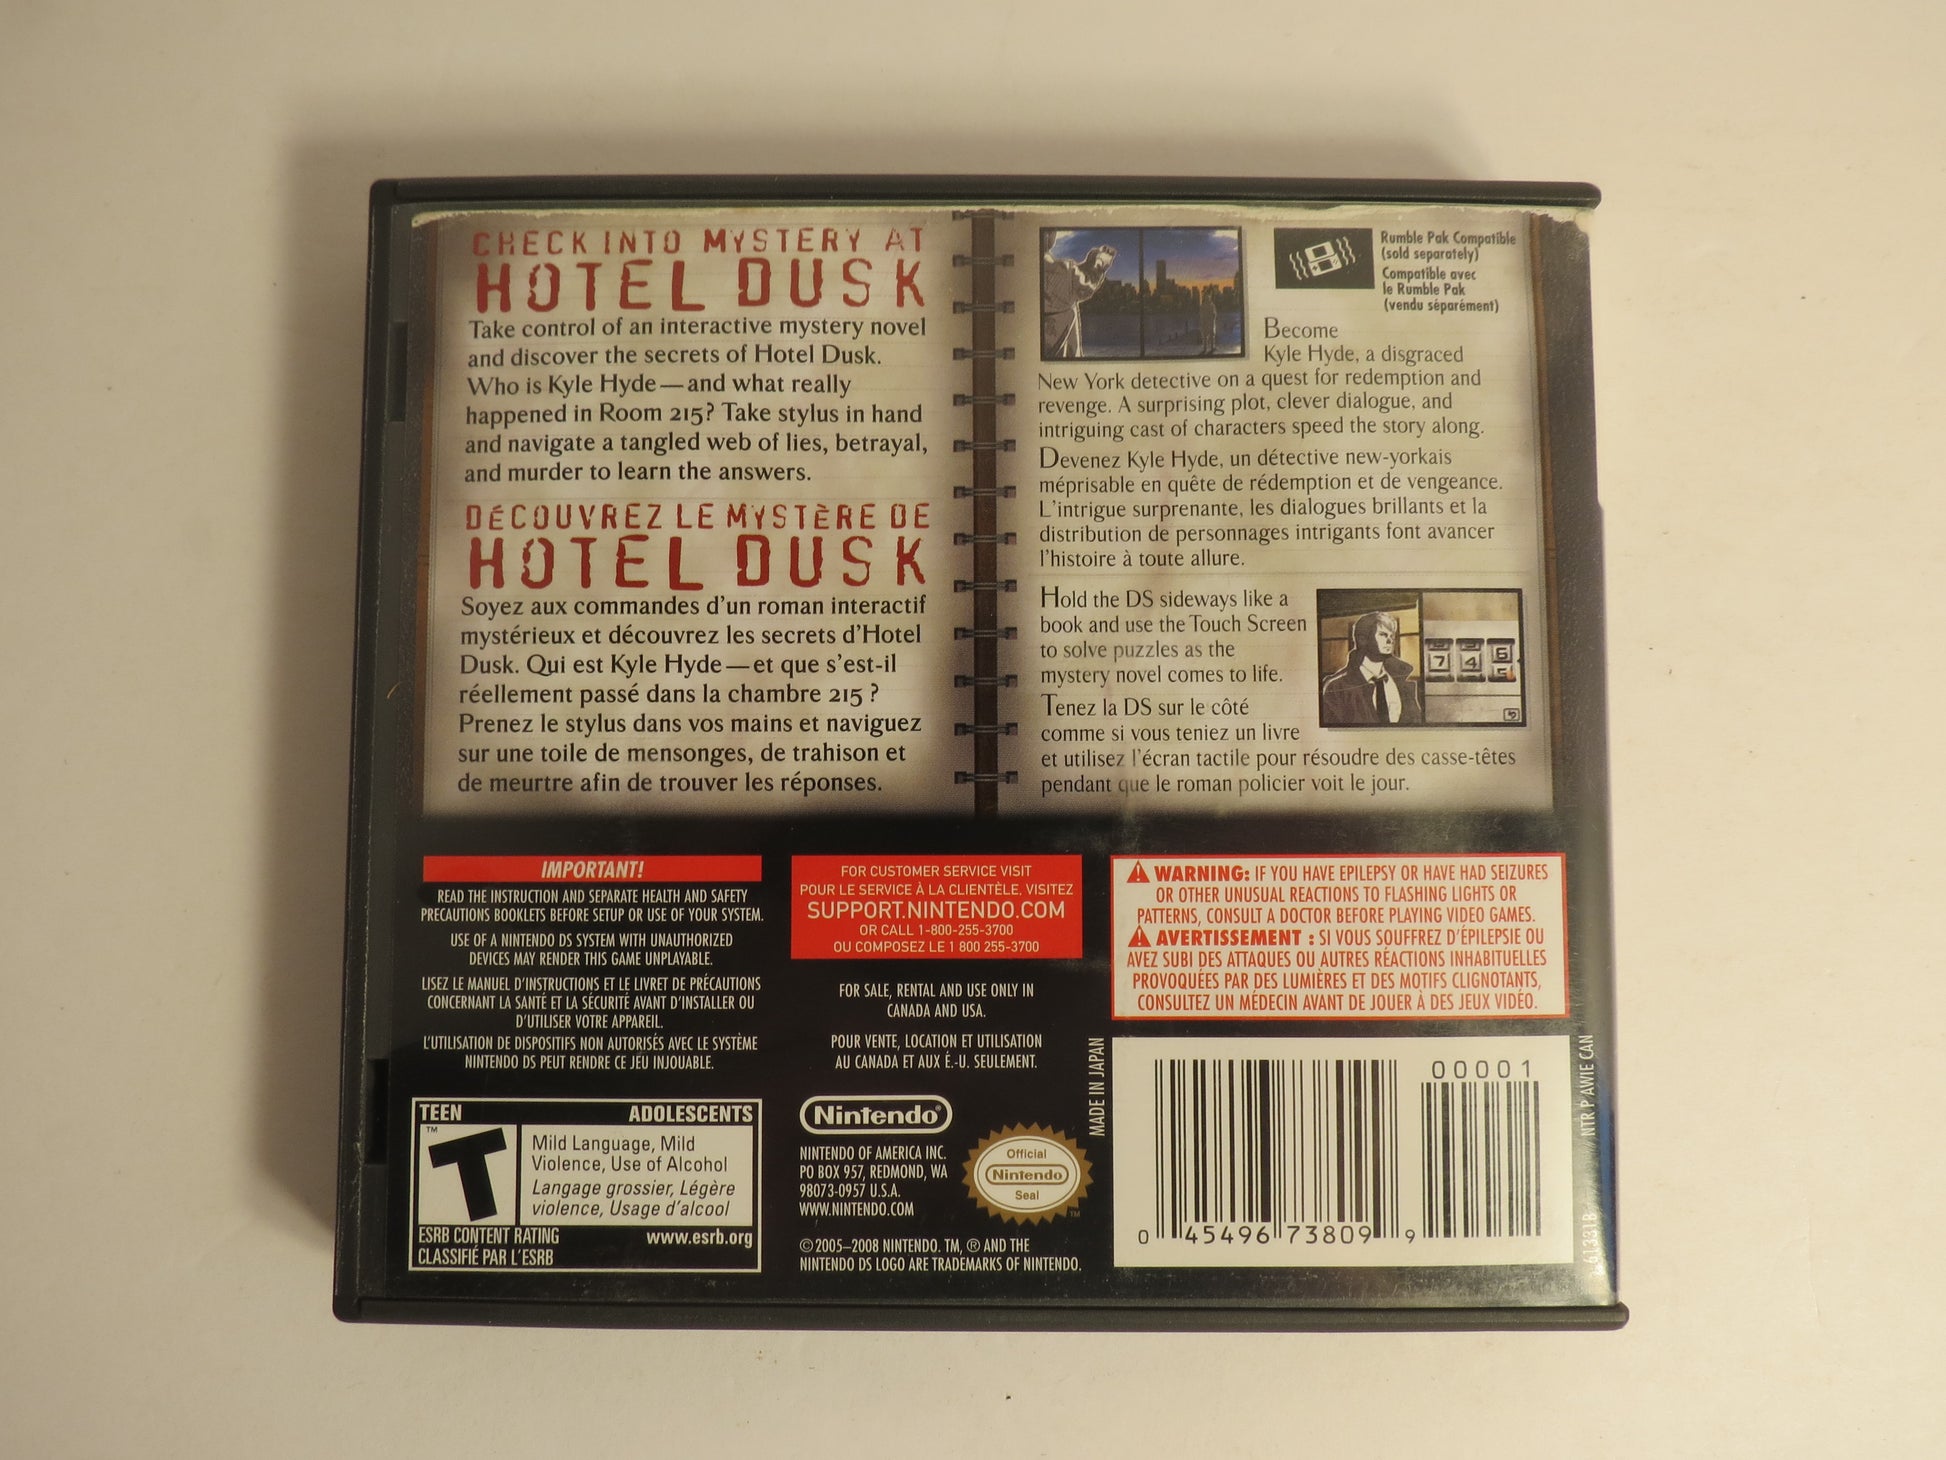 CHECK INTO MYSTERY AT
HOTEL DUSK
Take control of an interactive mystery novel
and discover the secrets of Hotel Dusk.
Who is Kyle Hyde—and what really
happened in Room 215? Take stylus in hand
and navigate a tangled web of lies, betrayal,
and murder to learn the answers.
DÉCOUVREZ LE MYSTÈRE DE
HOTEL DUSK
Soyez aux commandes d'un roman interactif
mystérieux et découvrez les secrets d'Hotel
Dusk. Qui est Kyle Hyde—et que s'est-il
réellement passé dans la chambre 215 ?
Prenez le stylus dans vos mains et naviguez
sur une toile de mensonges, de trahison et
de meurtre afin de trouver les réponses.
Rumble Pak Compatible
(sold separately)
Compatible avec
le Rumble Pak
(vendu séparément)
Become
Kyle Hyde, a disgraced
New York detective on a quest for redemption and
revenge. A surprising plot, clever dialogue, and
intriguing cast of characters speed the story along.
Devenez Kyle Hyde, un détective new-yorkais
méprisable en quête de rédemption et de vengeance.
L'intrigue surprenante, les dialogues brillants et la
distribution de personnages intrigants font avancer
l'histoire à toute allure.
Hold the DS sideways like a
book and use the Touch Screen
to solve puzzles as the
mystery novel comes to life.
Tenez la DS sur le côté
comme si vous teniez un livre
et utilisez l'écran tactile pour résoudre des casse-têtes
pendant que le roman policier voit le jour.
7 4 6
5
IMPORTANT!
READ THE INSTRUCTION AND SEPARATE HEALTH AND SAFETY
PRECAUTIONS BOOKLETS BEFORE SETUP OR USE OF YOUR SYSTEM.
USE OF A NINTENDO DS SYSTEM WITH UNAUTHORIZED
DEVICES MAY RENDER THIS GAME UNPLAYABLE.
LISEZ LE MANUEL D'INSTRUCTIONS ET LE LIVRET DE PRÉCAUTIONS
CONCERNANT LA SANTÉ ET LA SÉCURITÉ AVANT D'INSTALLER OU
D'UTILISER VOTRE APPAREIL.
L'UTILISATION DE DISPOSITIFS NON AUTORISÉS AVEC LE SYSTÈME
NINTENDO DS PEUT RENDRE CE JEU INJOUABLE.
TEEN ADOLESCENTS
T ™
Mild Language, Mild
Violence, Use of Alcohol
Langage grossier, Légère
violence, Usage d'alcool
ESRB CONTENT RATING www.esrb.org
CLASSIFIÉ PAR L'ESRB
FOR CUSTOMER SERVICE VISIT
POUR LE SERVICE À LA CLIENTÈLE, VISITEZ
SUPPORT.NINTENDO.COM
OR CALL 1-800-255-3700
OU COMPOSEZ LE 1 800 255-3700
FOR SALE, RENTAL AND USE ONLY IN
CANADA AND USA.
POUR VENTE, LOCATION ET UTILISATION
AU CANADA ET AUX É.-U. SEULEMENT.
Nintendo®
NINTENDO OF AMERICA INC.
PO BOX 957, REDMOND, WA
98073-0957 U.S.A.
WWW.NINTENDO.COM
Official
Nintendo
Seal
™
© 2005–2008 NINTENDO. TM, ® AND THE
NINTENDO DS LOGO ARE TRADEMARKS OF NINTENDO.
WARNING: IF YOU HAVE EPILEPSY OR HAVE HAD SEIZURES
OR OTHER UNUSUAL REACTIONS TO FLASHING LIGHTS OR
PATTERNS, CONSULT A DOCTOR BEFORE PLAYING VIDEO GAMES.
AVERTISSEMENT : SI VOUS SOUFFREZ D'ÉPILEPSIE OU
AVEZ SUBI DES ATTAQUES OU AUTRES RÉACTIONS INHABITUELLES
PROVOQUÉES PAR DES LUMIÈRES ET DES MOTIFS CLIGNOTANTS,
CONSULTEZ UN MÉDECIN AVANT DE JOUER À DES JEUX VIDÉO.
MADE IN JAPAN
00001
0 45496 73809 9
NTR P AWIE CAN